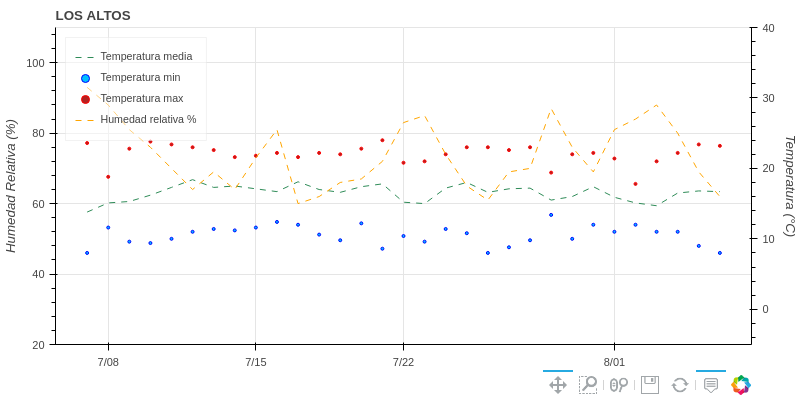 LOS ALTOS
Temperatura media
Temperatura min
Temperatura max
Humedad relativa %
Humedad Relativa (%)
100
80
60
40
20
40
30
20
10
0
Temperatura (°C)
7/08
7/15
7/22
8/01